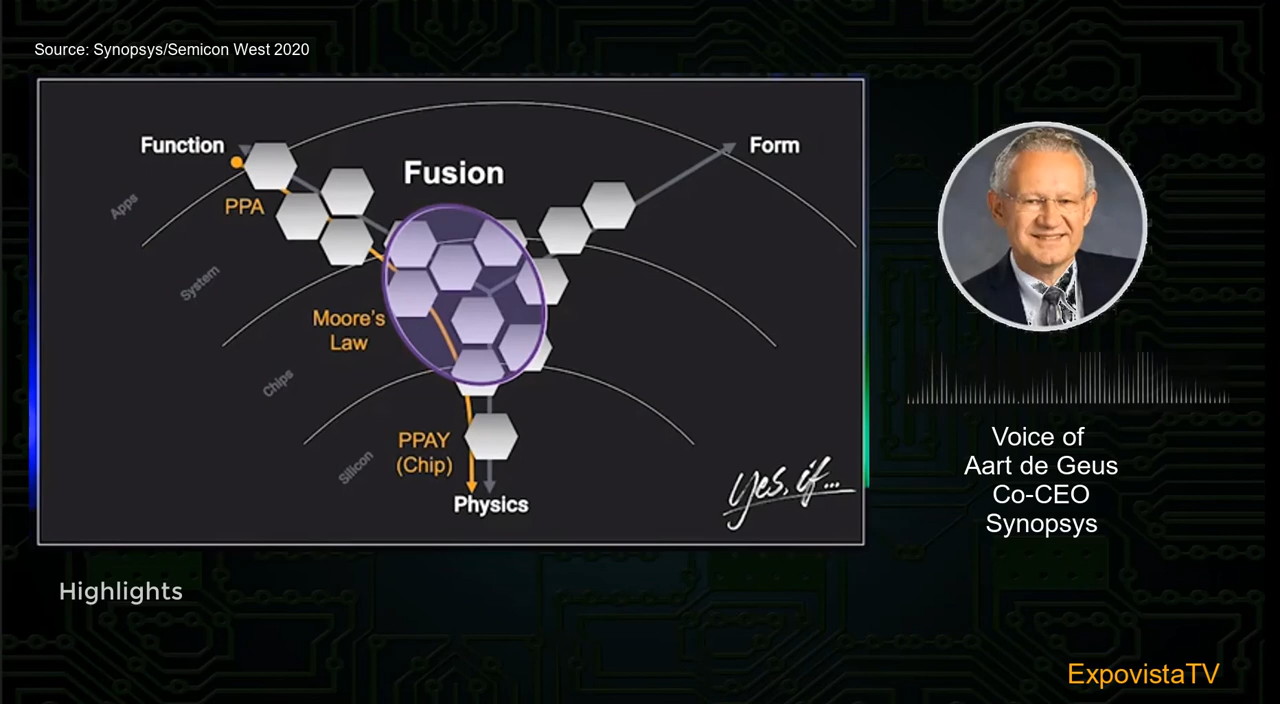 Source: Synopsys/Semicon West 2020
Function
Form
Fusion
PPA
Apps
System
Moore's
Law
Chips
PPAY
(Chip)
Silicon
Physics
yes, if...
Voice of
Aart de Geus
Co-CEO
Synopsys
Highlights
ExpovistaTV